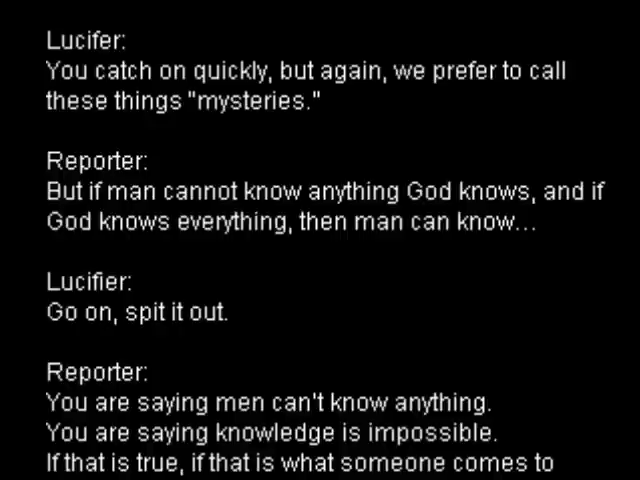 Lucifer:
You catch on quickly, but again, we prefer to call
these things "mysteries."
Reporter:
But if man cannot know anything God knows, and if
God knows everything, then man can know...
Lucifier:
Go on, spit it out.
Reporter:
You are saying men can't know anything.
You are saying knowledge is impossible.
If that is true, if that is what someone comes to